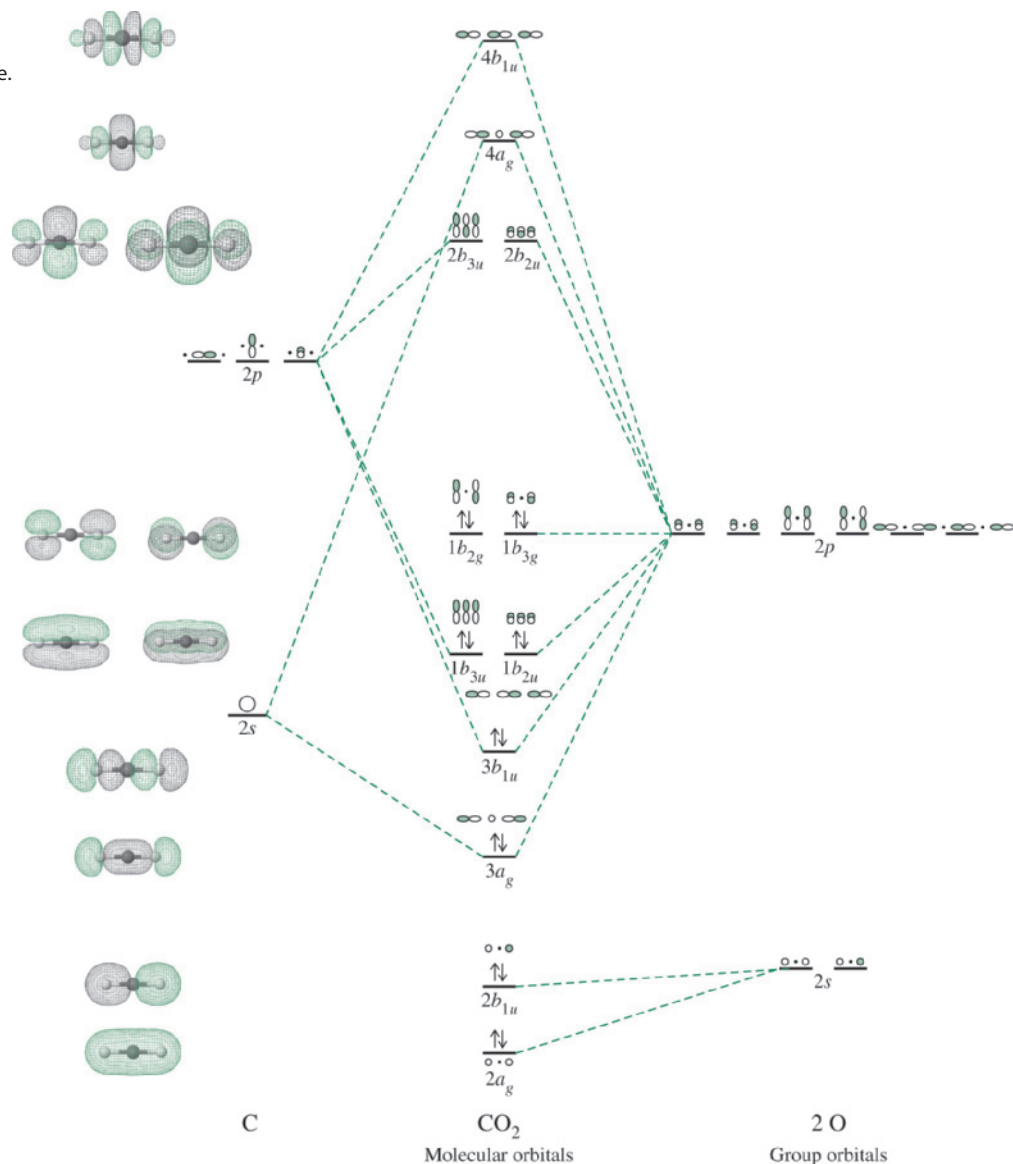 4b1u
e.
4ag
2b3u 2b2u
2p
1b2g 1b3g
2p
1b3u 1b2u
2s
3b1u
3ag
2s
2b1u
2ag
C CO2 2 O
Molecular orbitals Group orbitals